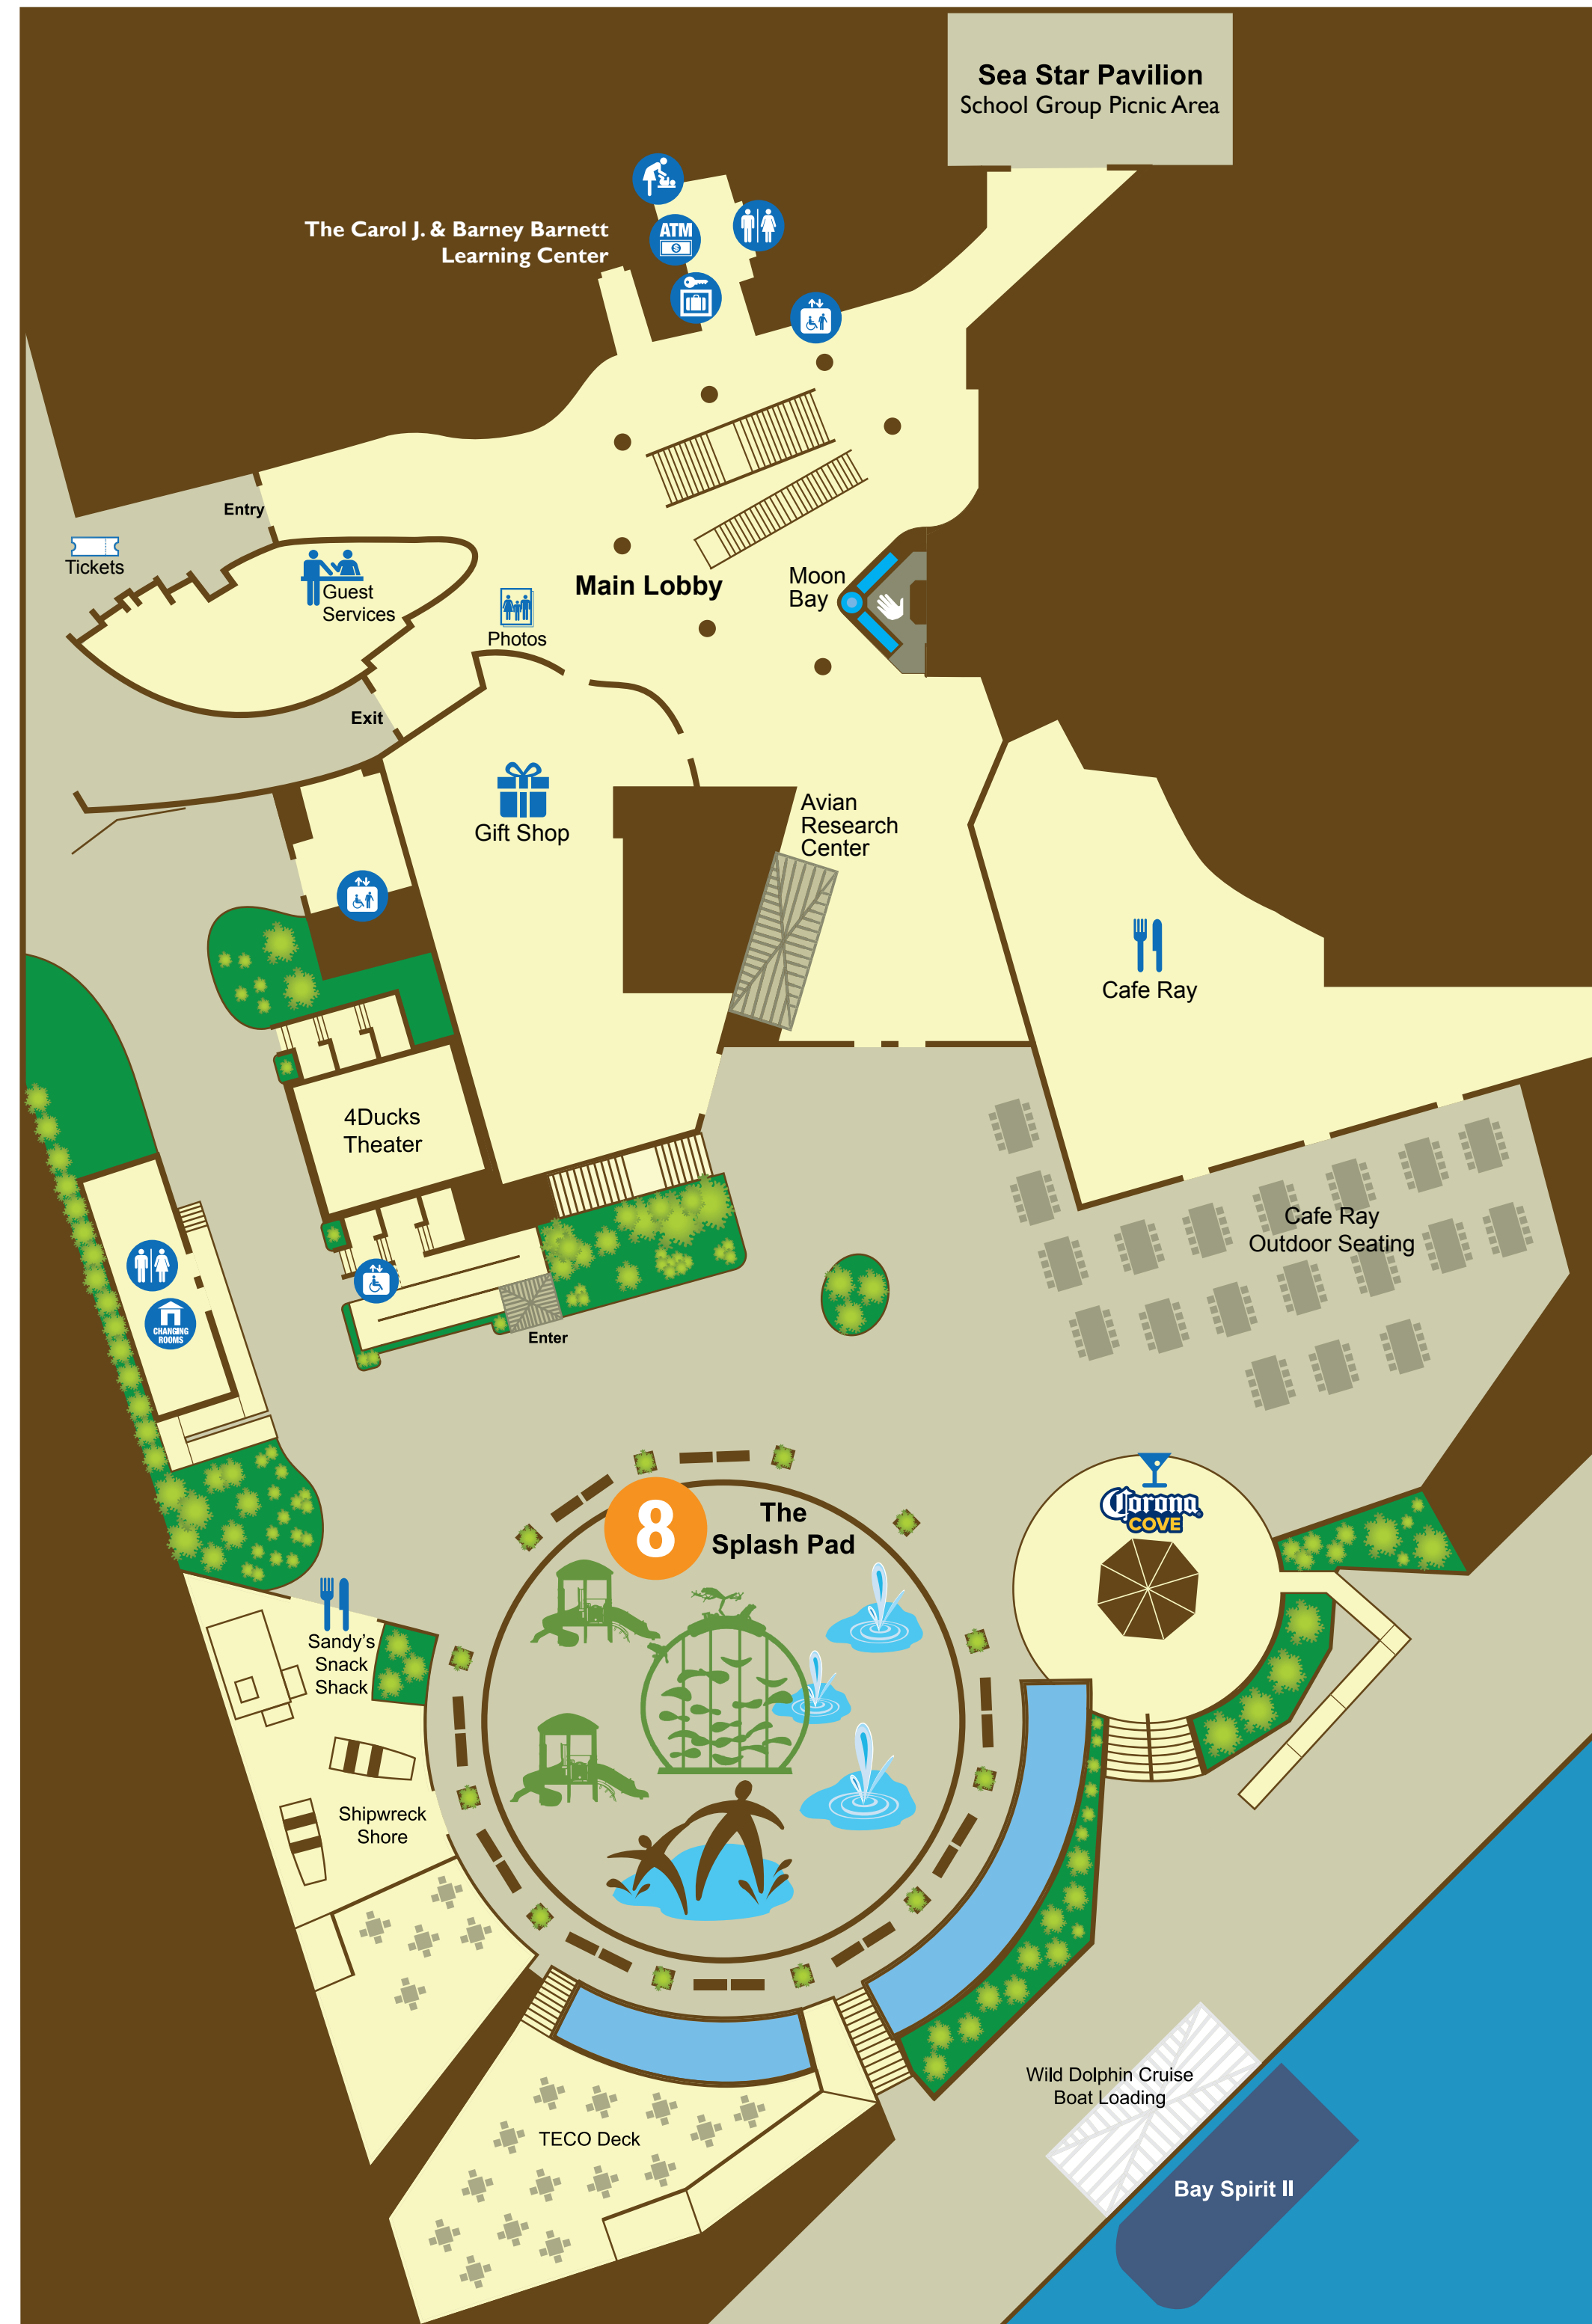 Sea Star Pavilion
School Group Picnic Area
The Carol J. & Barney Barnett
Learning Center
ATM
$
Entry
Tickets
Guest
Services
Photos
Main Lobby
Moon
Bay
Exit
Gift Shop
Avian
Research
Center
Cafe Ray
4Ducks
Theater
Cafe Ray
Outdoor Seating
CHANGING
ROOMS
Enter
8
The
Splash Pad
Corona
COVE
Sandy's
Snack
Shack
Shipwreck
Shore
TECO Deck
Wild Dolphin Cruise
Boat Loading
Bay Spirit II